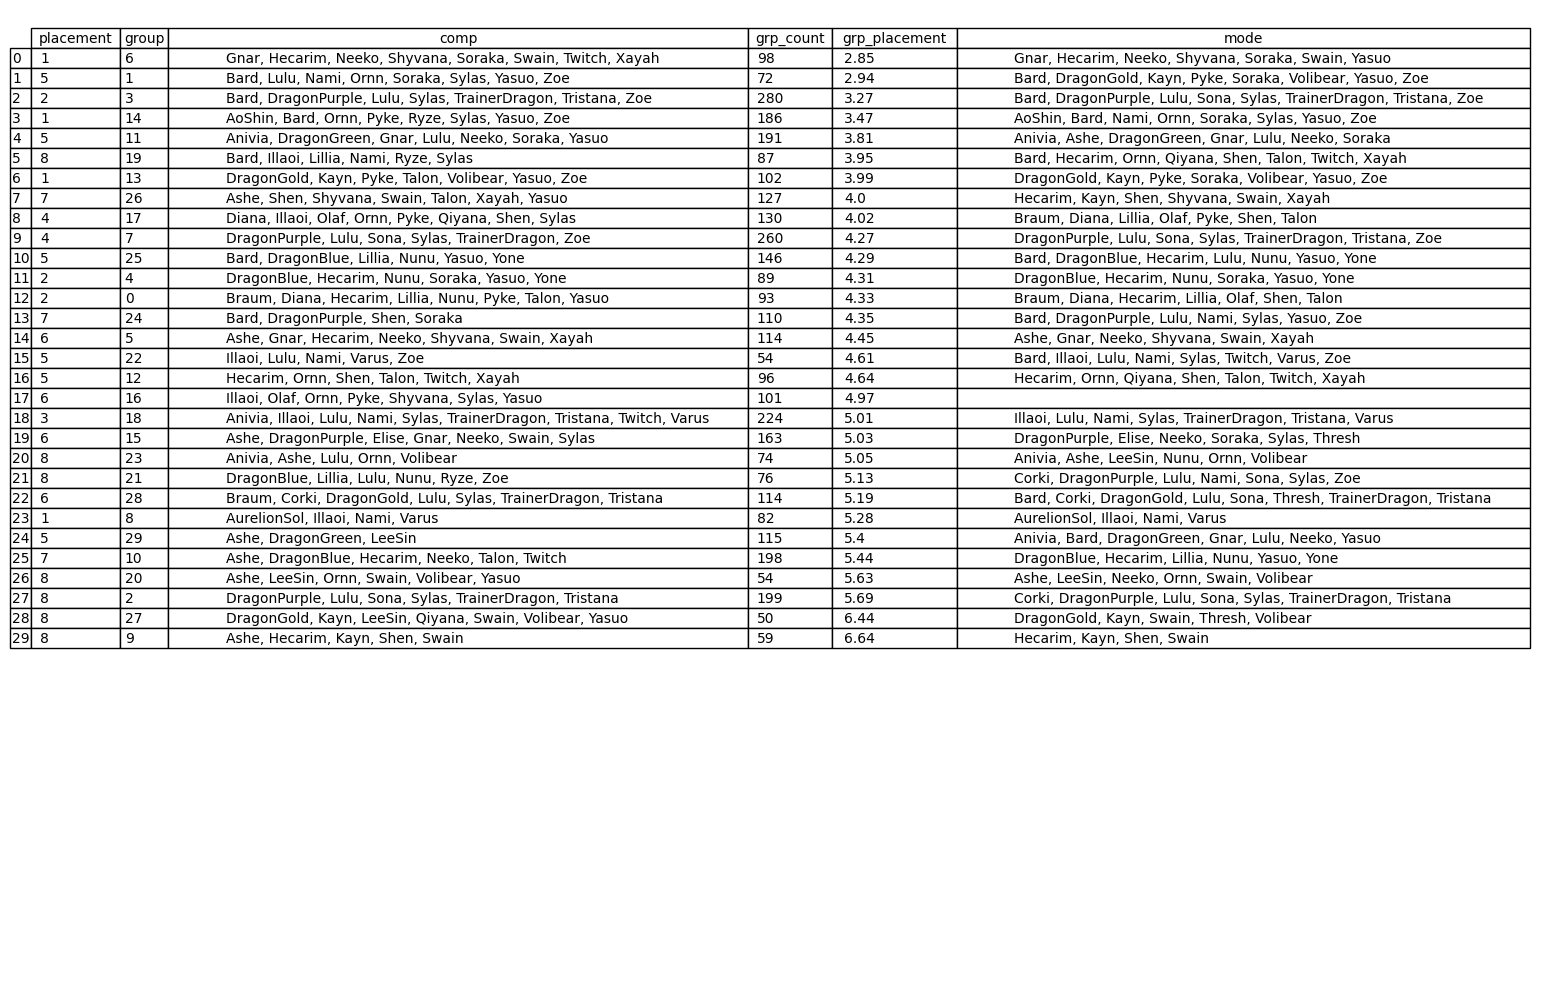 placement group comp grp_count grp_placement mode
0 1 6 Gnar, Hecarim, Neeko, Shyvana, Soraka, Swain, Twitch, Xayah 98 2.85 Gnar, Hecarim, Neeko, Shyvana, Soraka, Swain, Yasuo
1 5 1 Bard, Lulu, Nami, Ornn, Soraka, Sylas, Yasuo, Zoe 72 2.94 Bard, DragonGold, Kayn, Pyke, Soraka, Volibear, Yasuo, Zoe
2 2 3 Bard, DragonPurple, Lulu, Sylas, TrainerDragon, Tristana, Zoe 280 3.27 Bard, DragonPurple, Lulu, Sona, Sylas, TrainerDragon, Tristana, Zoe
3 1 14 AoShin, Bard, Ornn, Pyke, Ryze, Sylas, Yasuo, Zoe 186 3.47 AoShin, Bard, Nami, Ornn, Soraka, Sylas, Yasuo, Zoe
4 5 11 Anivia, DragonGreen, Gnar, Lulu, Neeko, Soraka, Yasuo 191 3.81 Anivia, Ashe, DragonGreen, Gnar, Lulu, Neeko, Soraka
5 8 19 Bard, Illaoi, Lillia, Nami, Ryze, Sylas 87 3.95 Bard, Hecarim, Ornn, Qiyana, Shen, Talon, Twitch, Xayah
6 1 13 DragonGold, Kayn, Pyke, Talon, Volibear, Yasuo, Zoe 102 3.99 DragonGold, Kayn, Pyke, Soraka, Volibear, Yasuo, Zoe
7 7 26 Ashe, Shen, Shyvana, Swain, Talon, Xayah, Yasuo 127 4.0 Hecarim, Kayn, Shen, Shyvana, Swain, Xayah
8 4 17 Diana, Illaoi, Olaf, Ornn, Pyke, Qiyana, Shen, Sylas 130 4.02 Braum, Diana, Lillia, Olaf, Pyke, Shen, Talon
9 4 7 DragonPurple, Lulu, Sona, Sylas, TrainerDragon, Zoe 260 4.27 DragonPurple, Lulu, Sona, Sylas, TrainerDragon, Tristana, Zoe
10 5 25 Bard, DragonBlue, Lillia, Nunu, Yasuo, Yone 146 4.29 Bard, DragonBlue, Hecarim, Lulu, Nunu, Yasuo, Yone
11 2 4 DragonBlue, Hecarim, Nunu, Soraka, Yasuo, Yone 89 4.31 DragonBlue, Hecarim, Nunu, Soraka, Yasuo, Yone
12 2 0 Braum, Diana, Hecarim, Lillia, Nunu, Pyke, Talon, Yasuo 93 4.33 Braum, Diana, Hecarim, Lillia, Olaf, Shen, Talon
13 7 24 Bard, DragonPurple, Shen, Soraka 110 4.35 Bard, DragonPurple, Lulu, Nami, Sylas, Yasuo, Zoe
14 6 5 Ashe, Gnar, Hecarim, Neeko, Shyvana, Swain, Xayah 114 4.45 Ashe, Gnar, Neeko, Shyvana, Swain, Xayah
15 5 22 Illaoi, Lulu, Nami, Varus, Zoe 54 4.61 Bard, Illaoi, Lulu, Nami, Sylas, Twitch, Varus, Zoe
16 5 12 Hecarim, Ornn, Shen, Talon, Twitch, Xayah 96 4.64 Hecarim, Ornn, Qiyana, Shen, Talon, Twitch, Xayah
17 6 16 Illaoi, Olaf, Ornn, Pyke, Shyvana, Sylas, Yasuo 101 4.97
18 3 18 Anivia, Illaoi, Lulu, Nami, Sylas, TrainerDragon, Tristana, Twitch, Varus 224 5.01 Illaoi, Lulu, Nami, Sylas, TrainerDragon, Tristana, Varus
19 6 15 Ashe, DragonPurple, Elise, Gnar, Neeko, Swain, Sylas 163 5.03 DragonPurple, Elise, Neeko, Soraka, Sylas, Thresh
20 8 23 Anivia, Ashe, Lulu, Ornn, Volibear 74 5.05 Anivia, Ashe, LeeSin, Nunu, Ornn, Volibear
21 8 21 DragonBlue, Lillia, Lulu, Nunu, Ryze, Zoe 76 5.13 Corki, DragonPurple, Lulu, Nami, Sona, Sylas, Zoe
22 6 28 Braum, Corki, DragonGold, Lulu, Sylas, TrainerDragon, Tristana 114 5.19 Bard, Corki, DragonGold, Lulu, Sona, Thresh, TrainerDragon, Tristana
23 1 8 AurelionSol, Illaoi, Nami, Varus 82 5.28 AurelionSol, Illaoi, Nami, Varus
24 5 29 Ashe, DragonGreen, LeeSin 115 5.4 Anivia, Bard, DragonGreen, Gnar, Lulu, Neeko, Yasuo
25 7 10 Ashe, DragonBlue, Hecarim, Neeko, Talon, Twitch 198 5.44 DragonBlue, Hecarim, Lillia, Nunu, Yasuo, Yone
26 8 20 Ashe, LeeSin, Ornn, Swain, Volibear, Yasuo 54 5.63 Ashe, LeeSin, Neeko, Ornn, Swain, Volibear
27 8 2 DragonPurple, Lulu, Sona, Sylas, TrainerDragon, Tristana 199 5.69 Corki, DragonPurple, Lulu, Sona, Sylas, TrainerDragon, Tristana
28 8 27 DragonGold, Kayn, LeeSin, Qiyana, Swain, Volibear, Yasuo 50 6.44 DragonGold, Kayn, Swain, Thresh, Volibear
29 8 9 Ashe, Hecarim, Kayn, Shen, Swain 59 6.64 Hecarim, Kayn, Shen, Swain